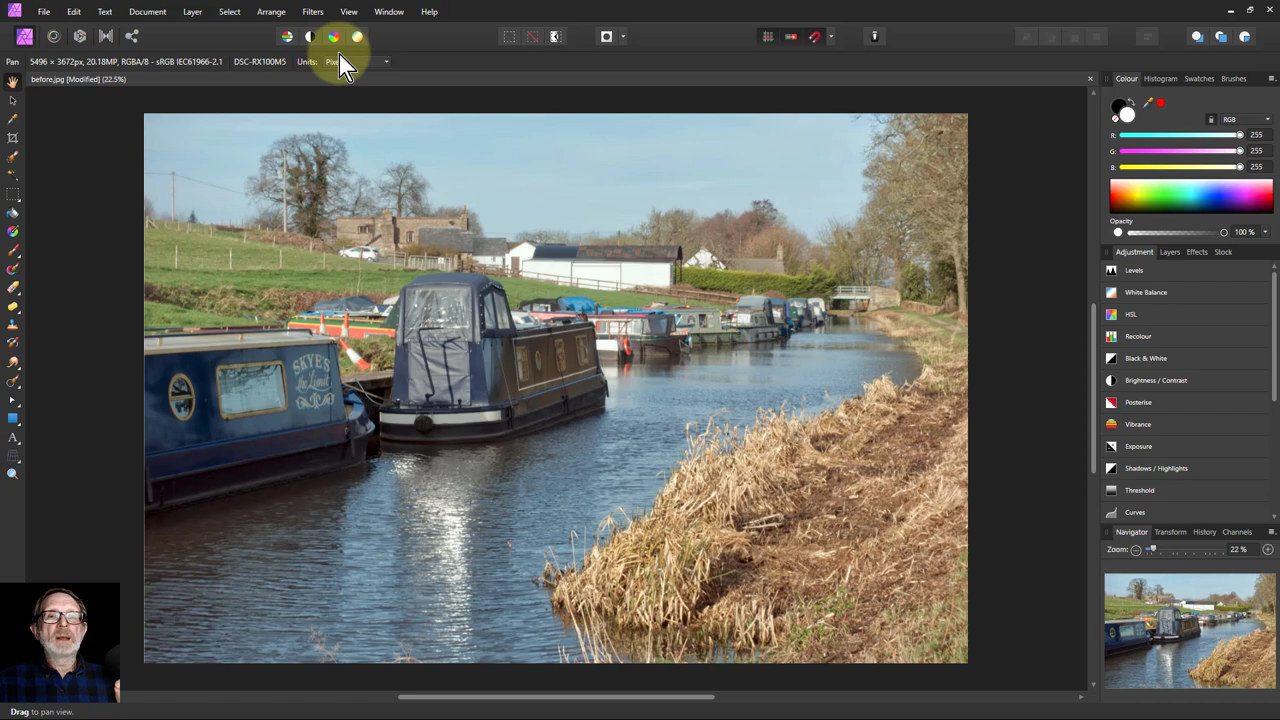 File Edit Text Document Layer Select Arrange Filters View Window Help
Pan 5496 × 3672px, 20.18MP, RGBA/8 - sRGB IEC61966-2.1 DSC-RX100M5 Units:
before.jpg [Modified] (22.5%)
Colour Histogram Swatches Brushes
RGB
R: 255
G: 255
B: 255
Opacity
100 %
Adjustment Layers Effects Stock
Levels
White Balance
HSL
Recolour
Black & White
Brightness / Contrast
Posterise
Vibrance
Exposure
Shadows / Highlights
Threshold
Curves
Navigator Transform History Channels
Zoom: 22 %
SKYE'S
the Limit
Drag to pan view.